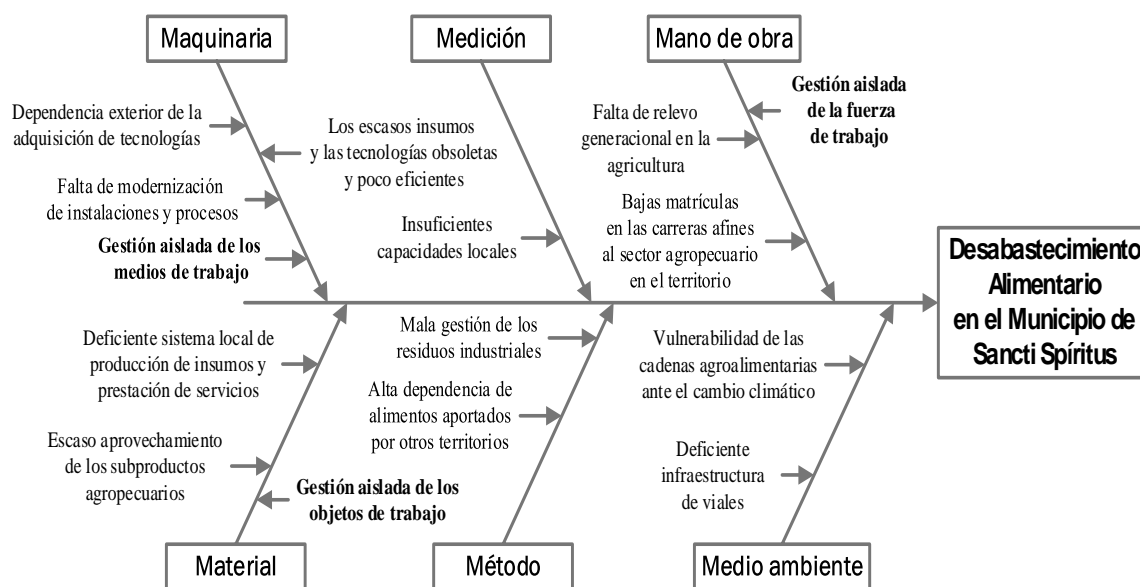 Maquinaria
Medición
Mano de obra
Dependencia exterior de la
adquisición de tecnologías
Los escasos insumos
y las tecnologías obsoletas
y poco eficientes
Falta de modernización
de instalaciones y procesos
Gestión aislada de los
medios de trabajo
Insuficientes
capacidades locales
Gestión aislada
de la fuerza
de trabajo
Falta de relevo
generacional en la
agricultura
Bajas matrículas
en las carreras afines
al sector agropecuario
en el territorio
Desabastecimiento
Alimentario
en el Municipio de
Sancti Spíritus
Deficiente sistema local de
producción de insumos y
prestación de servicios
Escaso aprovechamiento
de los subproductos
agropecuarios
Gestión aislada de los
objetos de trabajo
Mala gestión de los
residuos industriales
Alta dependencia de
alimentos aportados
por otros territorios
Vulnerabilidad de las
cadenas agroalimentarias
ante el cambio climático
Deficiente
infraestructura
de viales
Material
Método
Medio ambiente